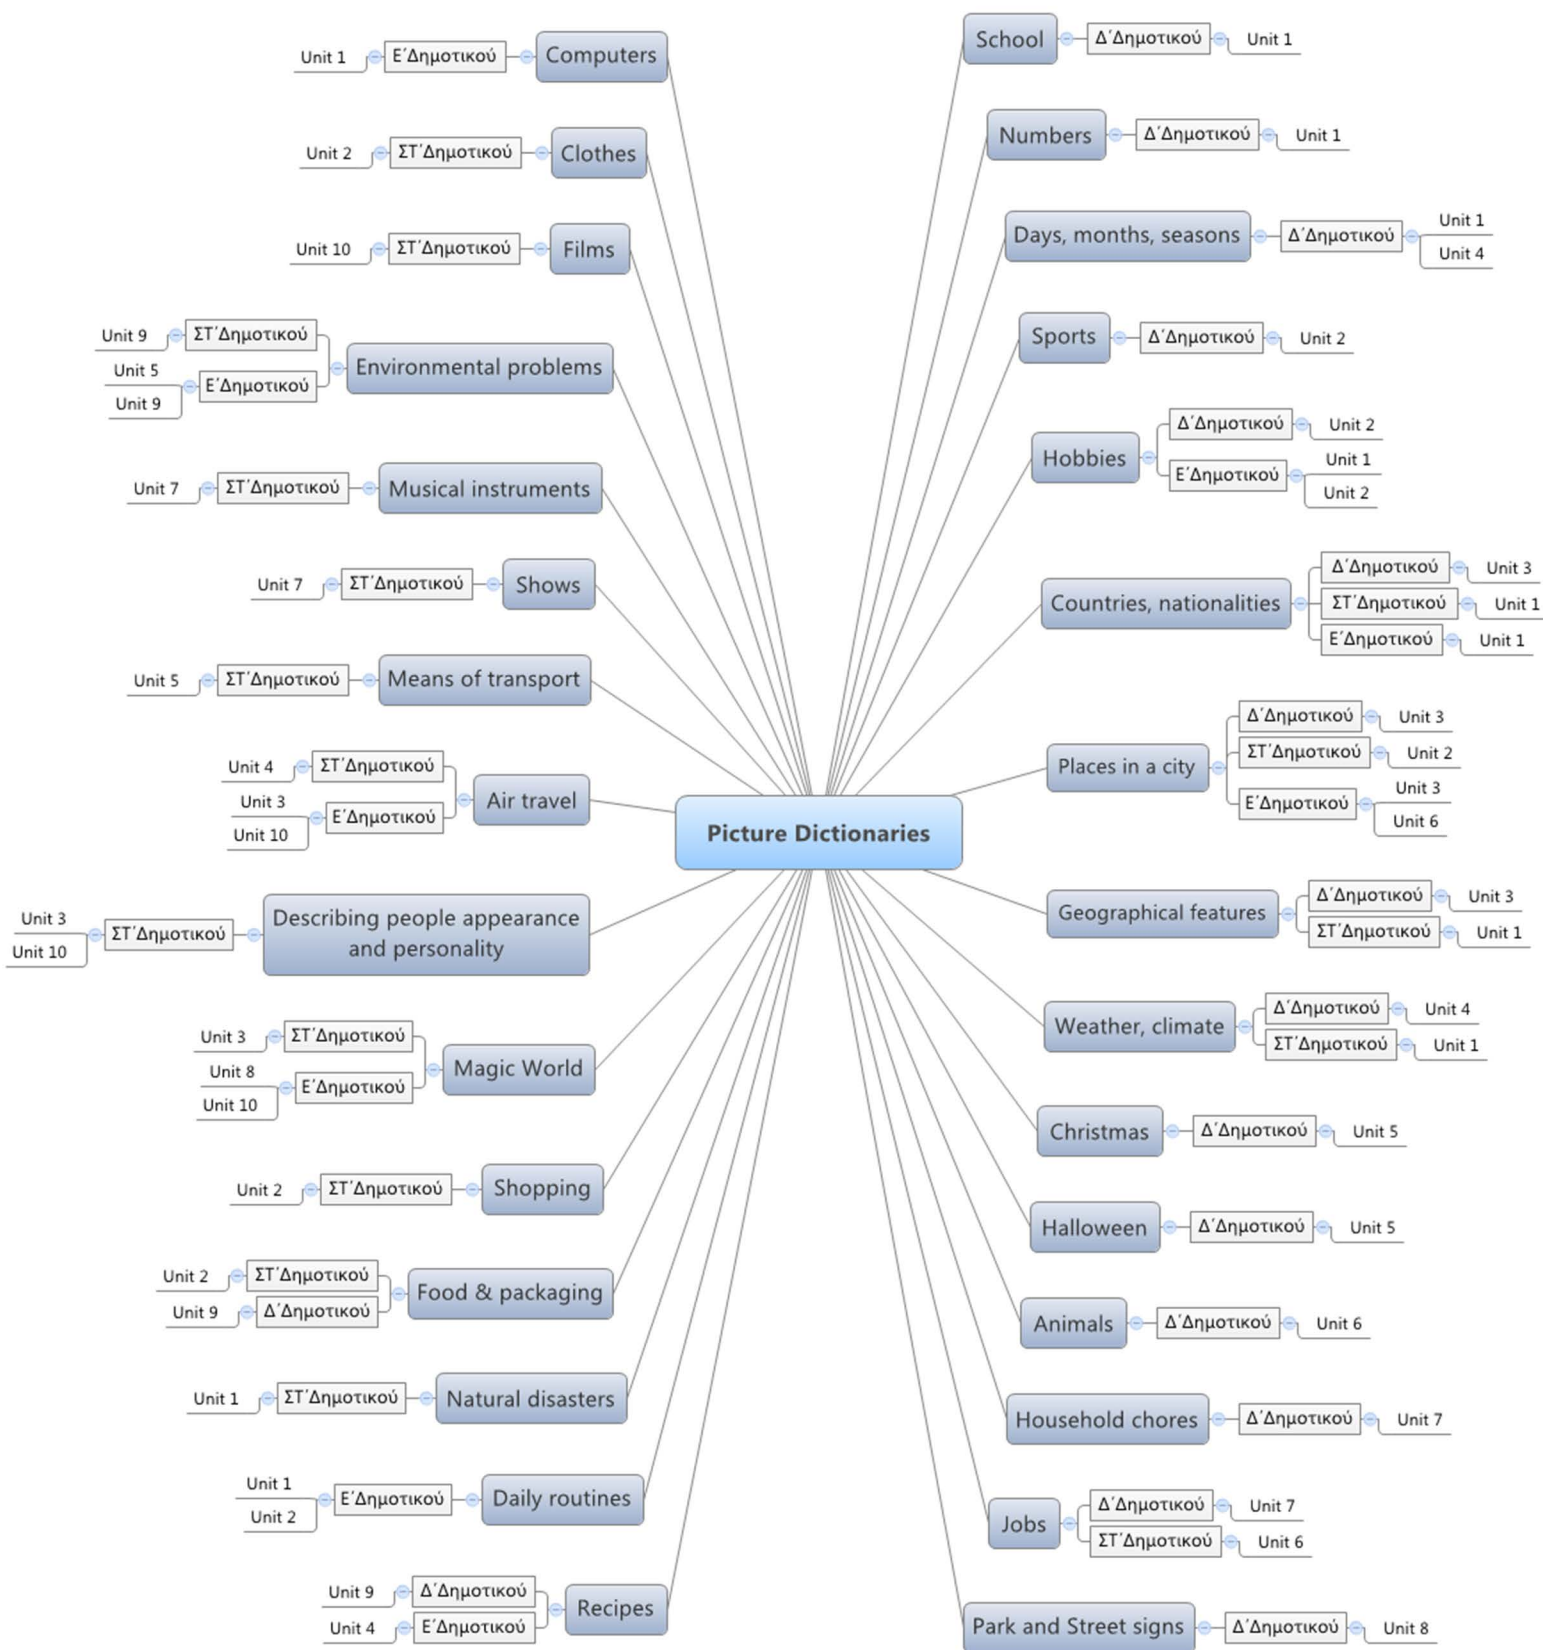 Picture Dictionaries
School
Δ΄Δημοτικού
Unit 1
Numbers
Δ΄Δημοτικού
Unit 1
Days, months, seasons
Δ΄Δημοτικού
Unit 1
Unit 4
Sports
Δ΄Δημοτικού
Unit 2
Hobbies
Δ΄Δημοτικού
Unit 2
Ε΄Δημοτικού
Unit 1
Unit 2
Countries, nationalities
Δ΄Δημοτικού
Unit 3
ΣΤ΄Δημοτικού
Unit 1
Ε΄Δημοτικού
Unit 1
Places in a city
Δ΄Δημοτικού
Unit 3
ΣΤ΄Δημοτικού
Unit 2
Ε΄Δημοτικού
Unit 3
Unit 6
Geographical features
Δ΄Δημοτικού
Unit 3
ΣΤ΄Δημοτικού
Unit 1
Weather, climate
Δ΄Δημοτικού
Unit 4
ΣΤ΄Δημοτικού
Unit 1
Christmas
Δ΄Δημοτικού
Unit 5
Halloween
Δ΄Δημοτικού
Unit 5
Animals
Δ΄Δημοτικού
Unit 6
Household chores
Δ΄Δημοτικού
Unit 7
Jobs
Δ΄Δημοτικού
Unit 7
ΣΤ΄Δημοτικού
Unit 6
Park and Street signs
Δ΄Δημοτικού
Unit 8
Computers
Ε΄Δημοτικού
Unit 1
Clothes
ΣΤ΄Δημοτικού
Unit 2
Films
ΣΤ΄Δημοτικού
Unit 10
Environmental problems
ΣΤ΄Δημοτικού
Unit 9
Ε΄Δημοτικού
Unit 5
Unit 9
Musical instruments
ΣΤ΄Δημοτικού
Unit 7
Shows
ΣΤ΄Δημοτικού
Unit 7
Means of transport
ΣΤ΄Δημοτικού
Unit 5
Air travel
ΣΤ΄Δημοτικού
Unit 4
Ε΄Δημοτικού
Unit 3
Unit 10
Describing people appearance
and personality
ΣΤ΄Δημοτικού
Unit 3
Unit 10
Magic World
ΣΤ΄Δημοτικού
Unit 3
Ε΄Δημοτικού
Unit 8
Unit 10
Shopping
ΣΤ΄Δημοτικού
Unit 2
Food & packaging
ΣΤ΄Δημοτικού
Unit 2
Δ΄Δημοτικού
Unit 9
Natural disasters
ΣΤ΄Δημοτικού
Unit 1
Daily routines
Ε΄Δημοτικού
Unit 1
Unit 2
Recipes
Δ΄Δημοτικού
Unit 9
Ε΄Δημοτικού
Unit 4